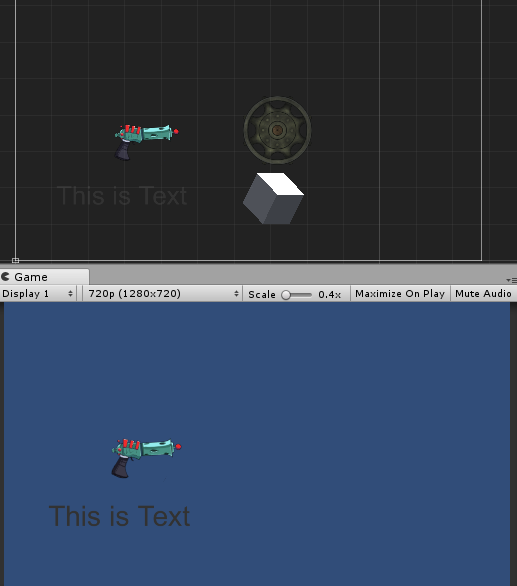 This is Text
Game
Display 1 720p (1280x720) Scale 0.4x Maximize On Play Mute Audio
This is Text